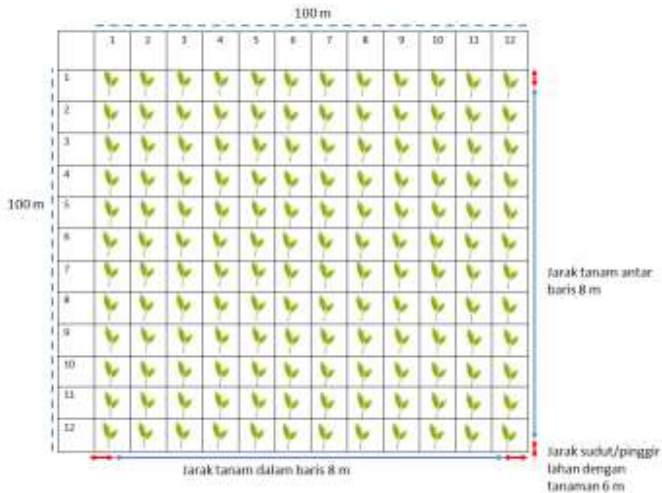 100 m
1 2 3 4 5 6 7 8 9 10 11 12
1
2
3
4
100 m
5
6
7
8
9
10
11
12
Jarak tanam antar
baris 8 m
Jarak tanam dalam baris 8 m
Jarak sudut/pinggir
lahan dengan
tanaman 6 m